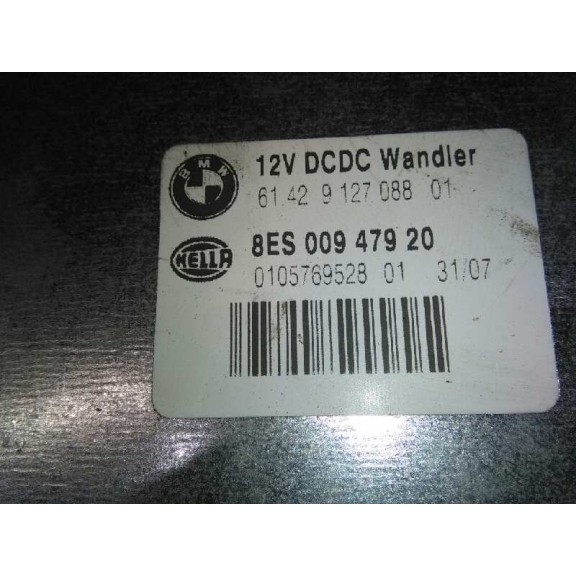 BMW
12V DCDC Wandler
61.42 9 127 088 01
HELLA
8ES 009 479 20
0105769528 01 31/07